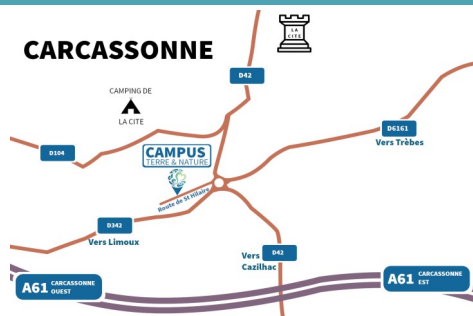 LA
CITE
CARCASSONNE
D42
CAMPING DE
LA CITE
D6161
Vers Trèbes
D104
CAMPUS
TERRE & NATURE
Route de St Hilaire
D342
Vers Limoux
D42
Vers
Cazilhac
A61 CARCASSONNE
OUEST
A61 CARCASSONNE
EST